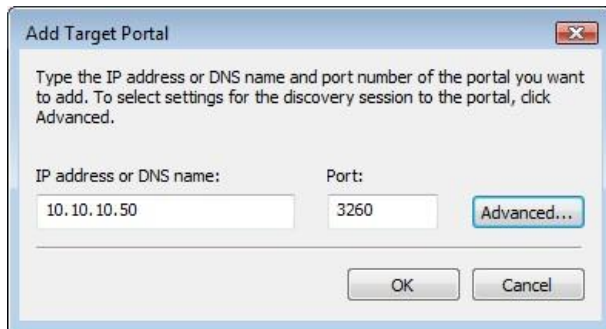 Add Target Portal
Type the IP address or DNS name and port number of the portal you want
to add. To select settings for the discovery session to the portal, click
Advanced.
IP address or DNS name: Port:
10.10.10.50 3260 Advanced...
OK Cancel